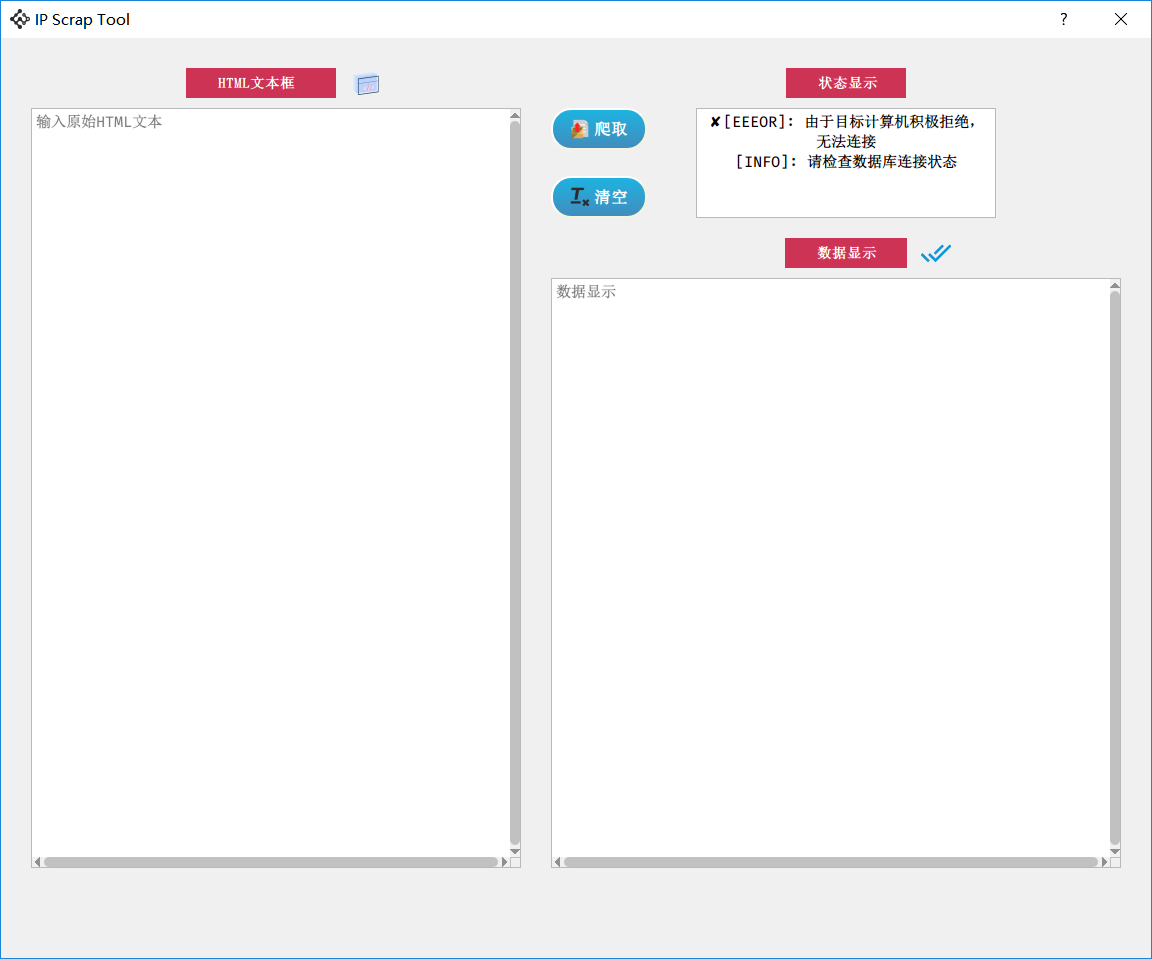 IP Scrap Tool
?
HTML文本框
状态显示
输入原始HTML文本
爬取
清空
✘[EEEOR]: 由于目标计算机积极拒绝,
无法连接
[INFO]: 请检查数据库连接状态
数据显示
数据显示